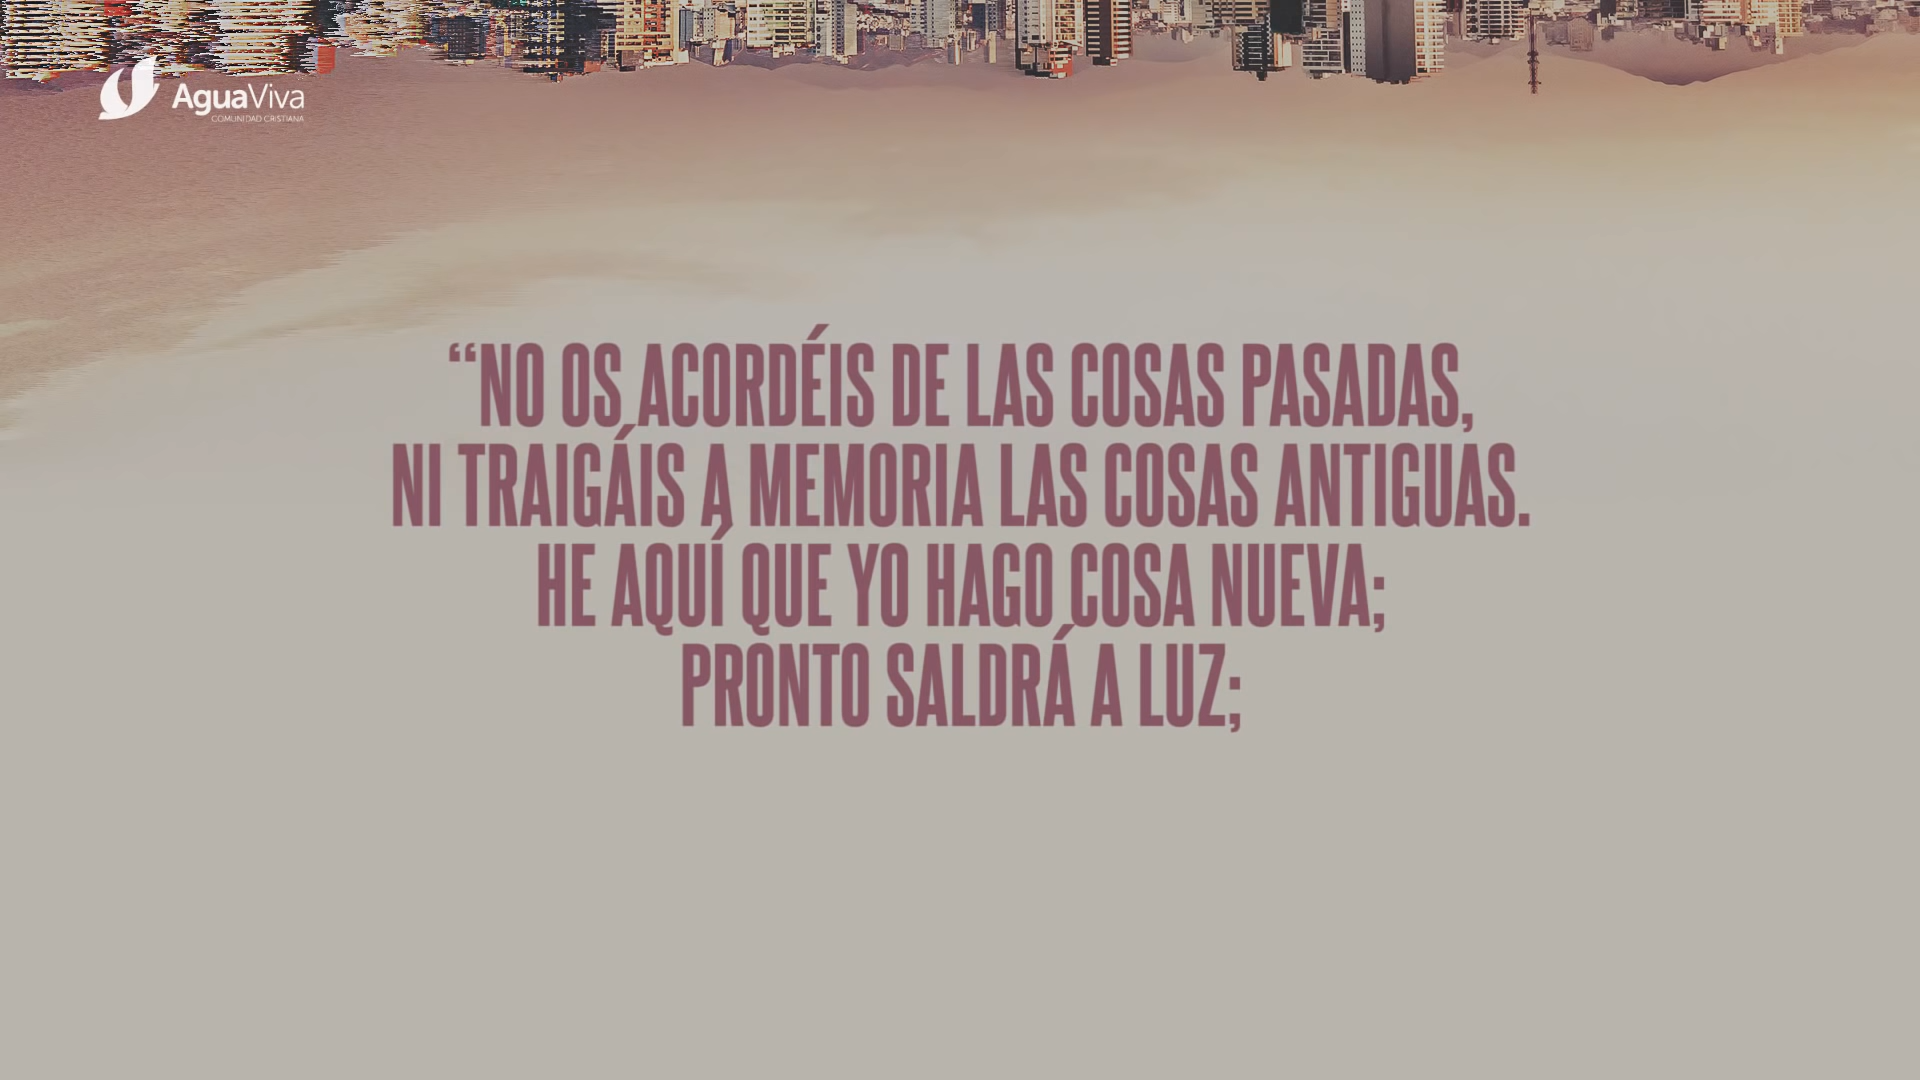 AguaViva
COMUNIDAD CRISTIANA
“NO OS ACORDÉIS DE LAS COSAS PASADAS,
NI TRAIGÁIS A MEMORIA LAS COSAS ANTIGUAS.
HE AQUÍ QUE YO HAGO COSA NUEVA;
PRONTO SALDRÁ A LUZ;